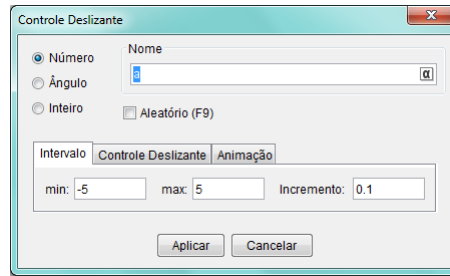 Controle Deslizante
Número
Ângulo
Inteiro
Nome
a
α
Aleatório (F9)
Intervalo Controle Deslizante Animação
min: -5 max: 5 Incremento: 0.1
Aplicar Cancelar